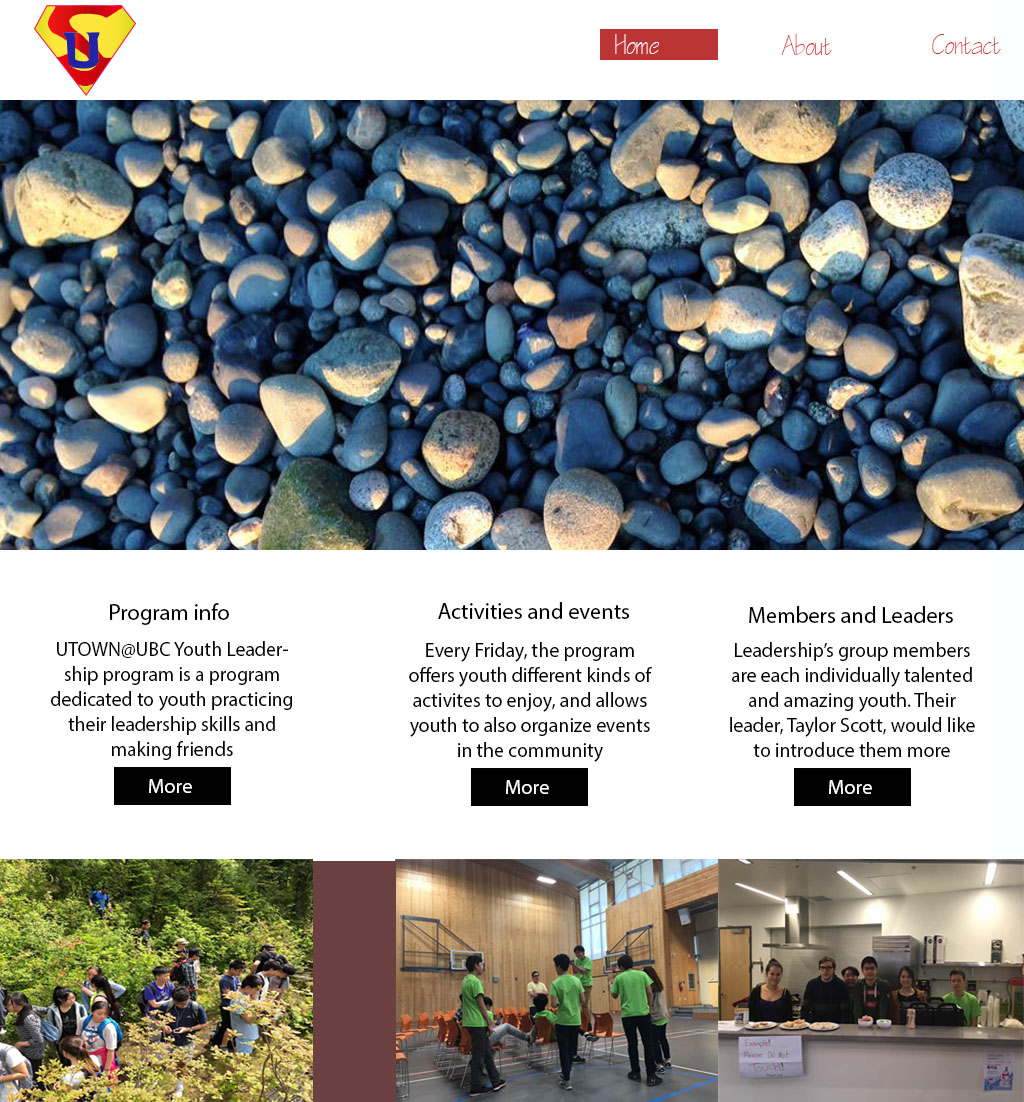 U
Home
About
Contact
Program info
UTOWN@UBC Youth Leader-
ship program is a program
dedicated to youth practicing
their leadership skills and
making friends
More
Activities and events
Every Friday, the program
offers youth different kinds of
activites to enjoy, and allows
youth to also organize events
in the community
More
Members and Leaders
Leadership’s group members
are each individually talented
and amazing youth. Their
leader, Taylor Scott, would like
to introduce them more
More
Please Do Not
TOUCH!!